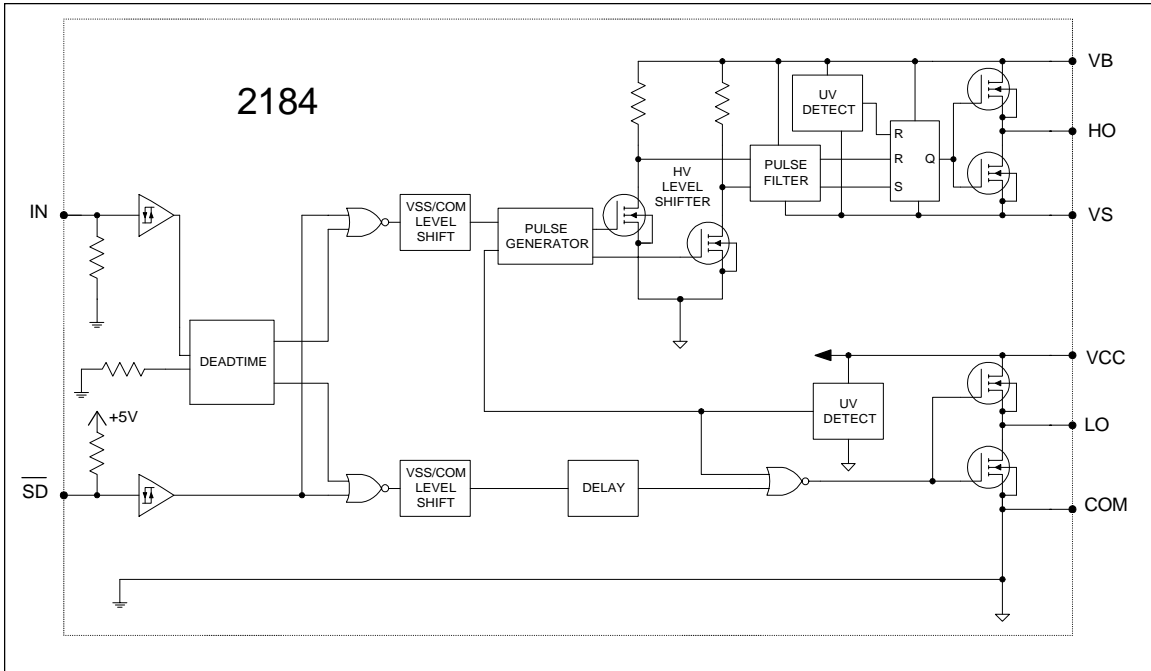 2184
VB
UV
DETECT
HO
R
R
Q
S
PULSE
FILTER
HV
LEVEL
SHIFTER
VS
IN
VSS/COM
LEVEL
SHIFT
PULSE
GENERATOR
DEADTIME
VCC
UV
DETECT
LO
+5V
SD
VSS/COM
LEVEL
SHIFT
DELAY
COM